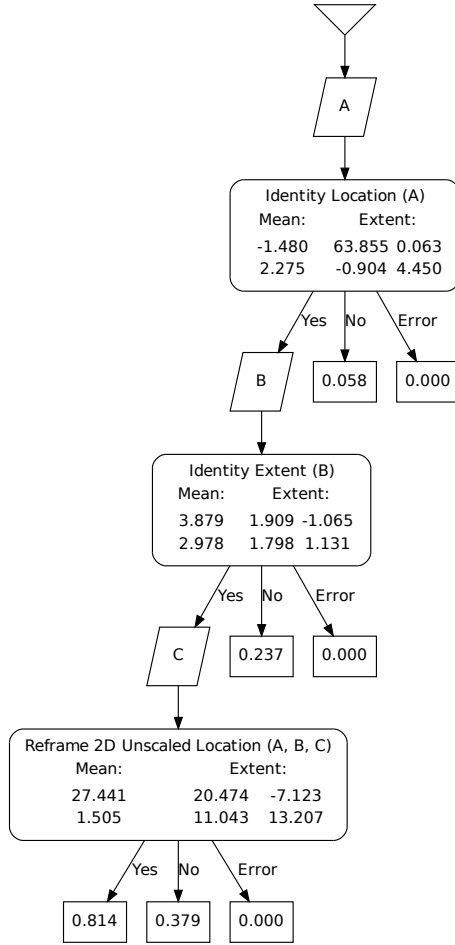 A
Identity Location (A)
Mean: Extent:
-1.480 63.855 0.063
2.275 -0.904 4.450
Yes No Error
B 0.058 0.000
Identity Extent (B)
Mean: Extent:
3.879 1.909 -1.065
2.978 1.798 1.131
Yes No Error
C 0.237 0.000
Reframe 2D Unscaled Location (A, B, C)
Mean: Extent:
27.441 20.474 -7.123
1.505 11.043 13.207
Yes No Error
0.814 0.379 0.000